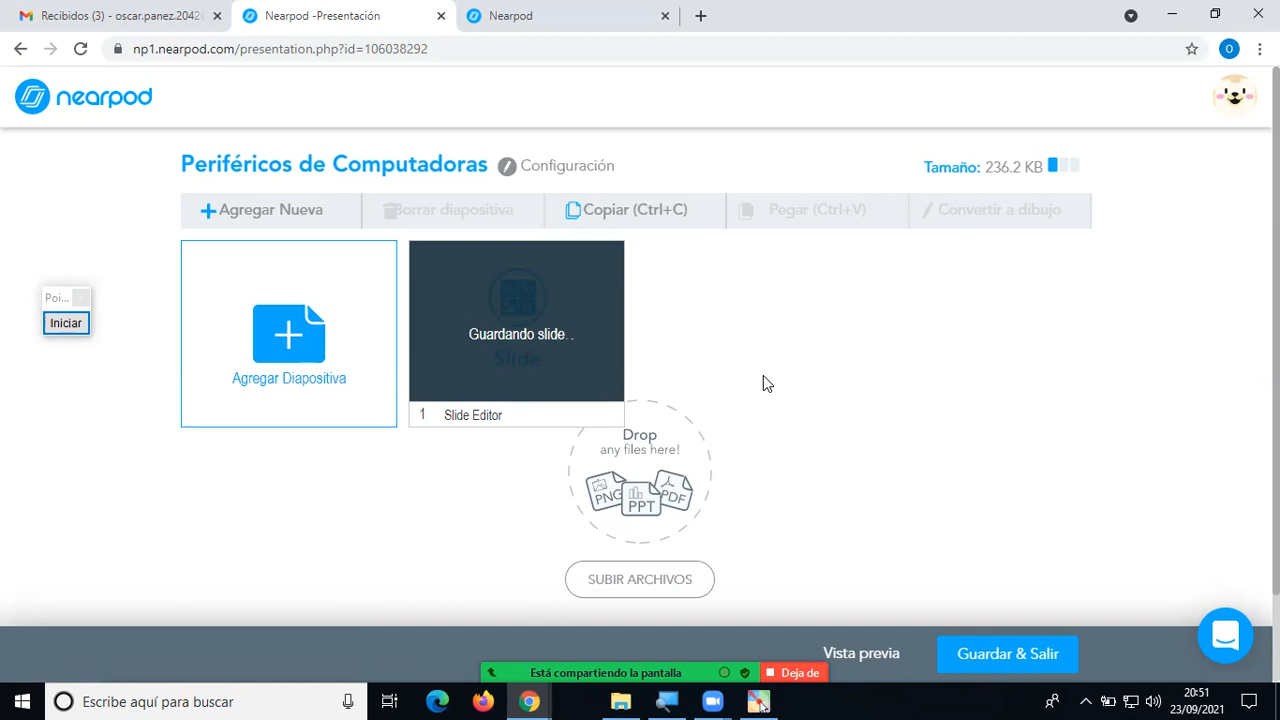 Recibidos (3) - oscar.panez.2042
Nearpod -Presentación
Nearpod
np1.nearpod.com/presentation.php?id=106038292
O
nearpod
Periféricos de Computadoras
Configuración
Tamaño: 236.2 KB
Agregar Nueva
Borrar diapositiva
Copiar (Ctrl+C)
Pegar (Ctrl+V)
Convertir a dibujo
Poi...
Iniciar
Agregar Diapositiva
Guardando slide..
Slide
1 Slide Editor
Drop
any files here!
PNG
PPT
PDF
SUBIR ARCHIVOS
Vista previa
Guardar & Salir
Está compartiendo la pantalla
Deja de
Escribe aquí para buscar
20:51
23/09/2021